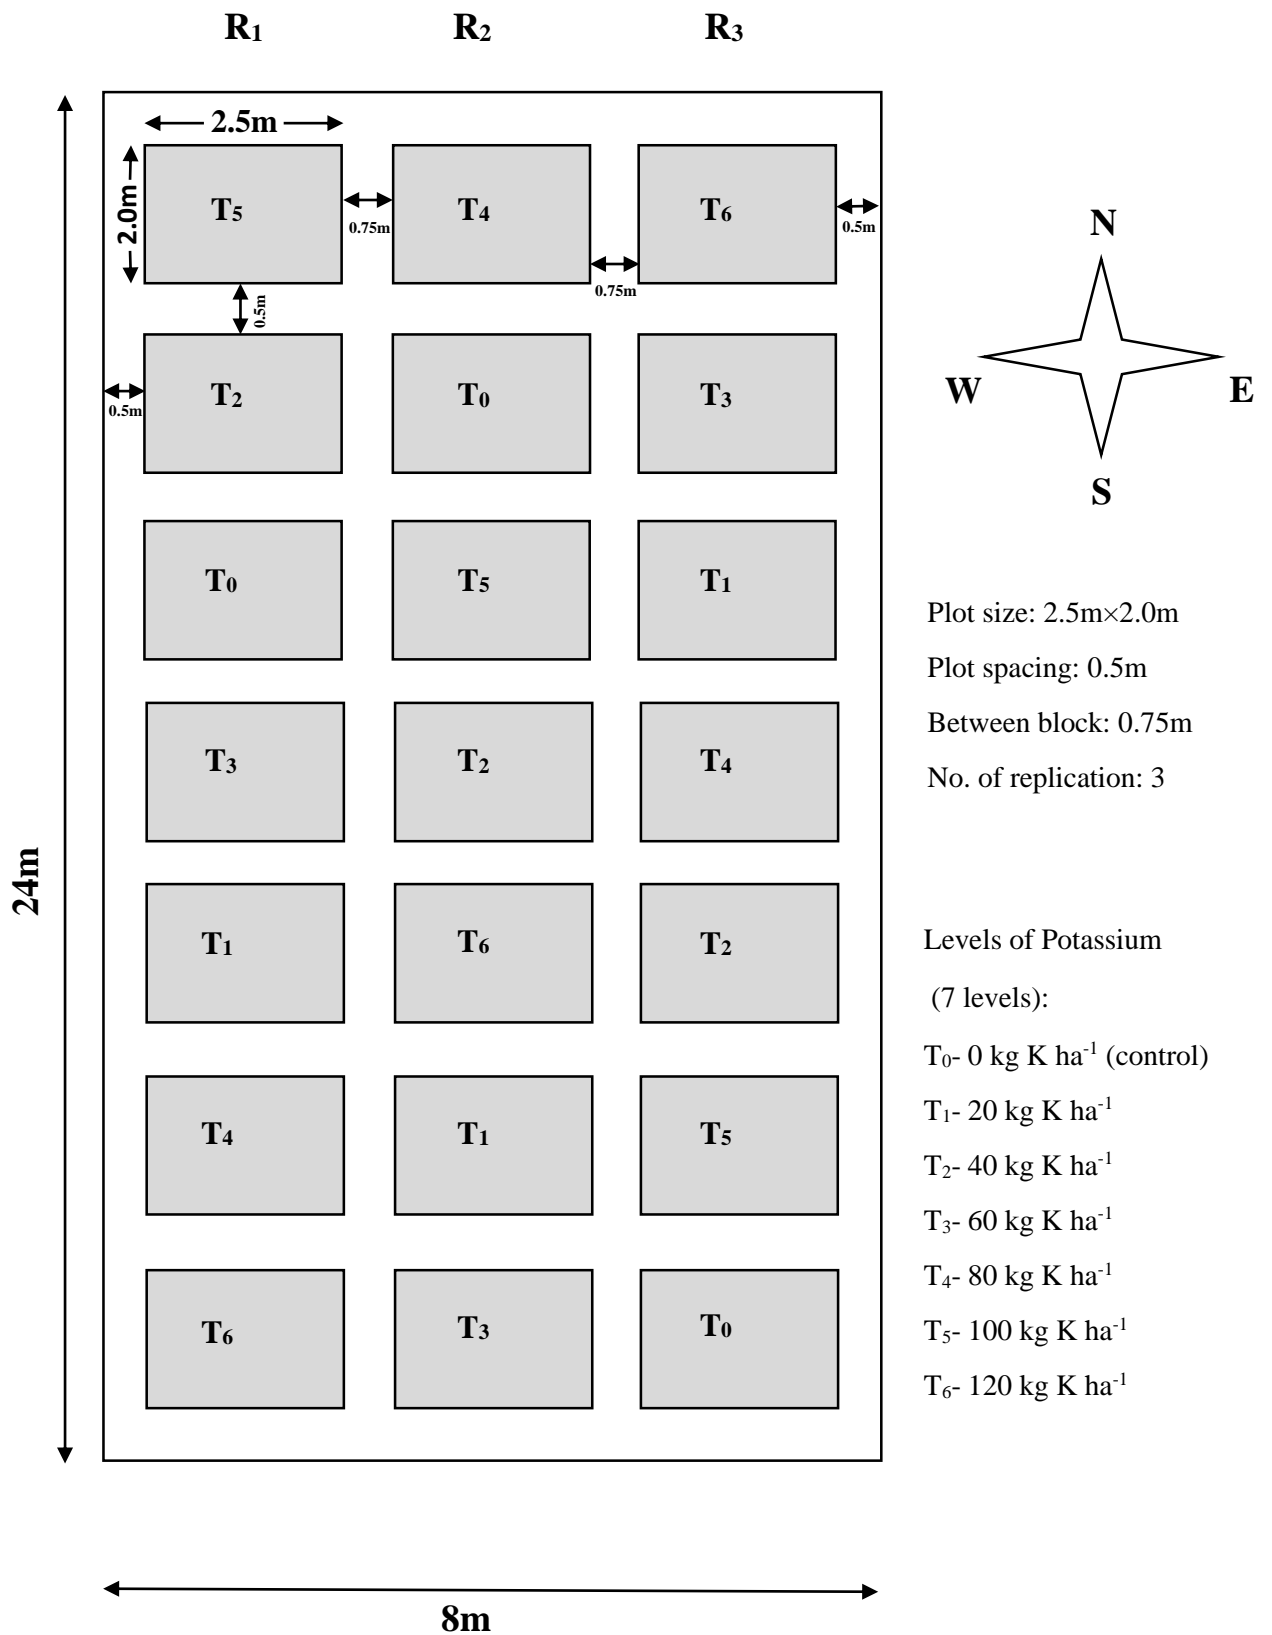 R₁ R₂ R₃
2.5m
2.0m
T₅ T₄ T₆
0.75m
0.5m
0.75m
0.5m
T₂ T₀ T₃
0.5m
T₀ T₅ T₁
T₃ T₂ T₄
T₁ T₆ T₂
T₄ T₁ T₅
T₆ T₃ T₀
24m
8m
N
W E
S
Plot size: 2.5m×2.0m
Plot spacing: 0.5m
Between block: 0.75m
No. of replication: 3
Levels of Potassium
(7 levels):
T₀- 0 kg K ha⁻¹ (control)
T₁- 20 kg K ha⁻¹
T₂- 40 kg K ha⁻¹
T₃- 60 kg K ha⁻¹
T₄- 80 kg K ha⁻¹
T₅- 100 kg K ha⁻¹
T₆- 120 kg K ha⁻¹